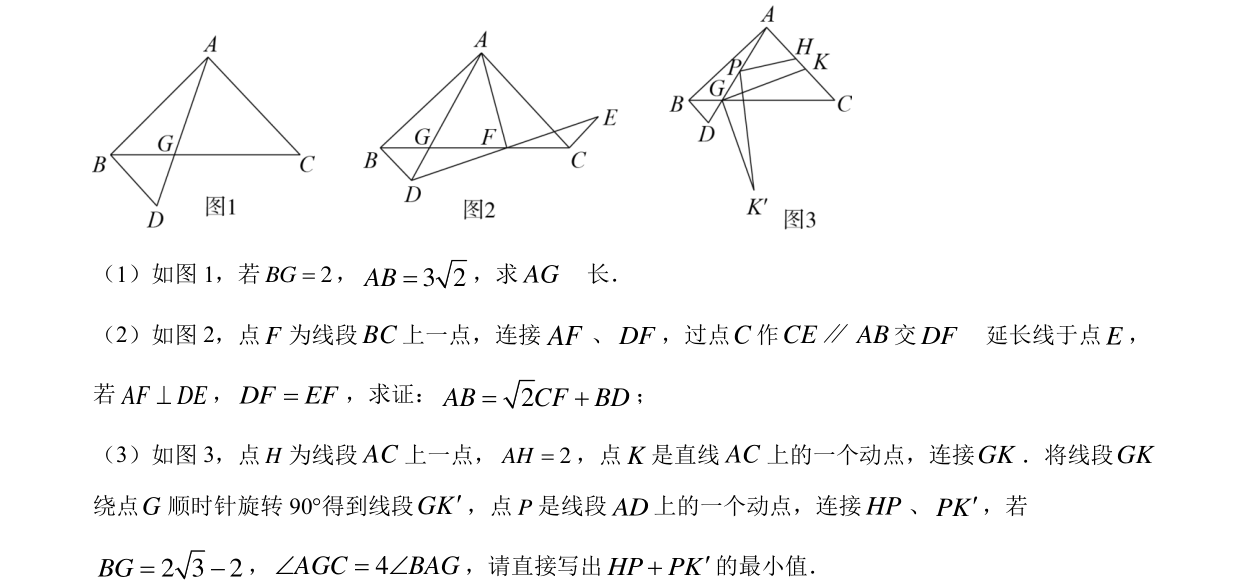 A
G
B
C
D
图1
A
E
G
F
B
C
D
图2
A
H
K
P
G
B
C
D
K′
图3
（1）如图 1，若 BG = 2， AB = 3√2，求 AG 长．
（2）如图 2，点 F 为线段 BC 上一点，连接 AF 、DF，过点 C 作 CE ∥ AB 交 DF 延长线于点 E，
若 AF ⊥ DE，DF = EF，求证：AB = √2CF + BD；
（3）如图 3，点 H 为线段 AC 上一点，AH = 2，点 K 是直线 AC 上的一个动点，连接 GK．将线段 GK
绕点 G 顺时针旋转 90°得到线段 GK′，点 P 是线段 AD 上的一个动点，连接 HP 、PK′，若
BG = 2√3 − 2，∠AGC = 4∠BAG，请直接写出 HP + PK′ 的最小值．